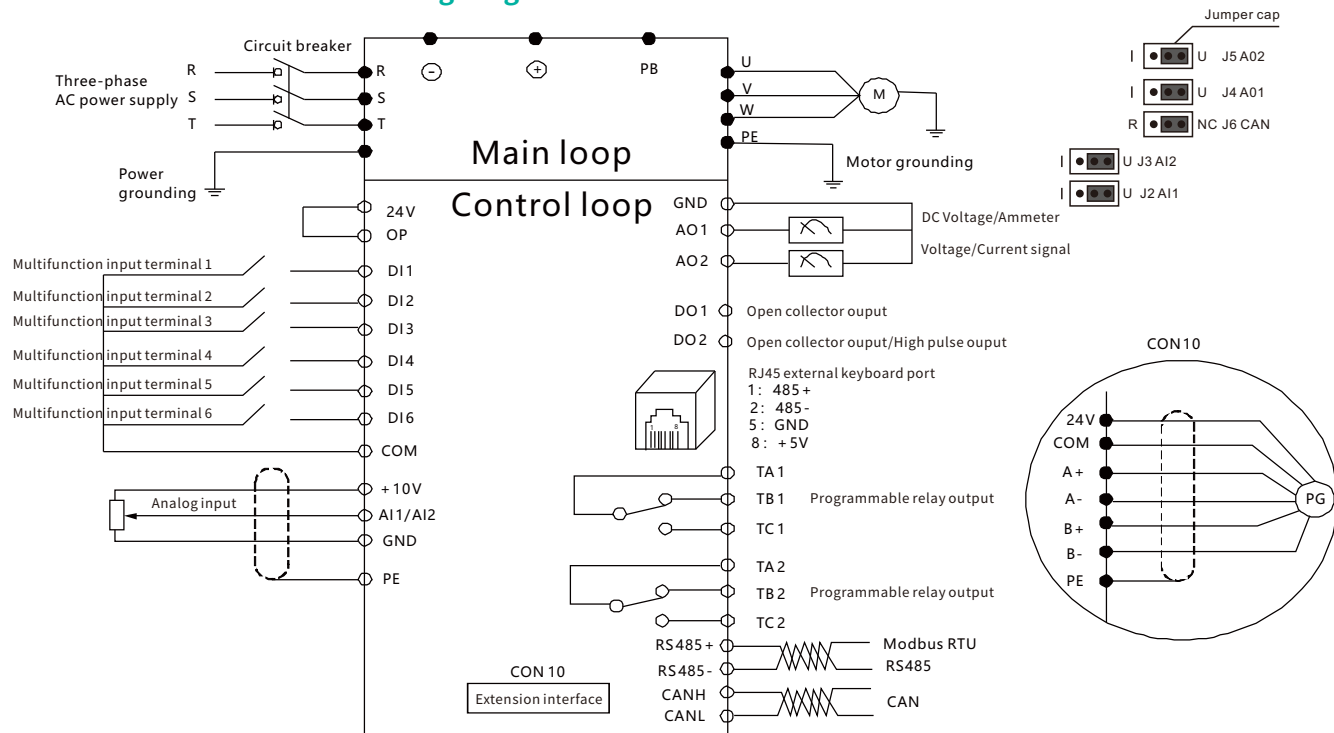 Jumper cap
I U J5 A02
I U J4 A01
R NC J6 CAN
I U J3 AI2
I U J2 AI1
Circuit breaker
Three-phase
AC power supply
R
S
T
R
S
T
Power
grounding
-
+
PB
U
V
W
PE
M
Motor grounding
Main loop
Control loop
24V
OP
Multifunction input terminal 1
DI1
Multifunction input terminal 2
DI2
Multifunction input terminal 3
DI3
Multifunction input terminal 4
DI4
Multifunction input terminal 5
DI5
Multifunction input terminal 6
DI6
COM
+10V
Analog input
AI1/AI2
GND
PE
GND
AO1
AO2
DC Voltage/Ammeter
Voltage/Current signal
DO1 Open collector ouput
DO2 Open collector ouput/High pulse ouput
RJ45 external keyboard port
1: 485+
2: 485-
5: GND
8: +5V
1 8
TA1
TB1 Programmable relay output
TC1
TA2
TB2 Programmable relay output
TC2
RS485+
RS485-
Modbus RTU
RS485
CANH
CANL
CAN
CON 10
Extension interface
CON10
24V
COM
A+
A-
B+
B-
PE
PG